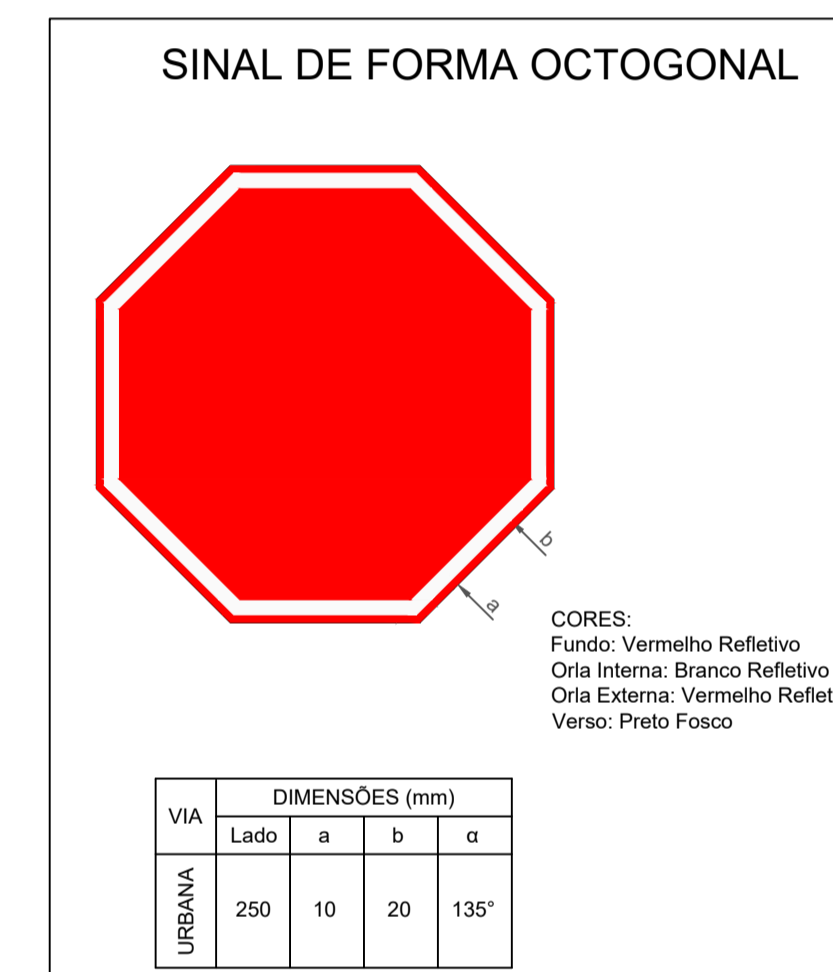 SINAL DE FORMA OCTOGONAL
b
a
CORES:
Fundo: Vermelho Refletivo
Orla Interna: Branco Refletivo
Orla Externa: Vermelho Reflet
Verso: Preto Fosco
VIA
DIMENSÕES (mm)
Lado a b α
URBANA 250 10 20 135°